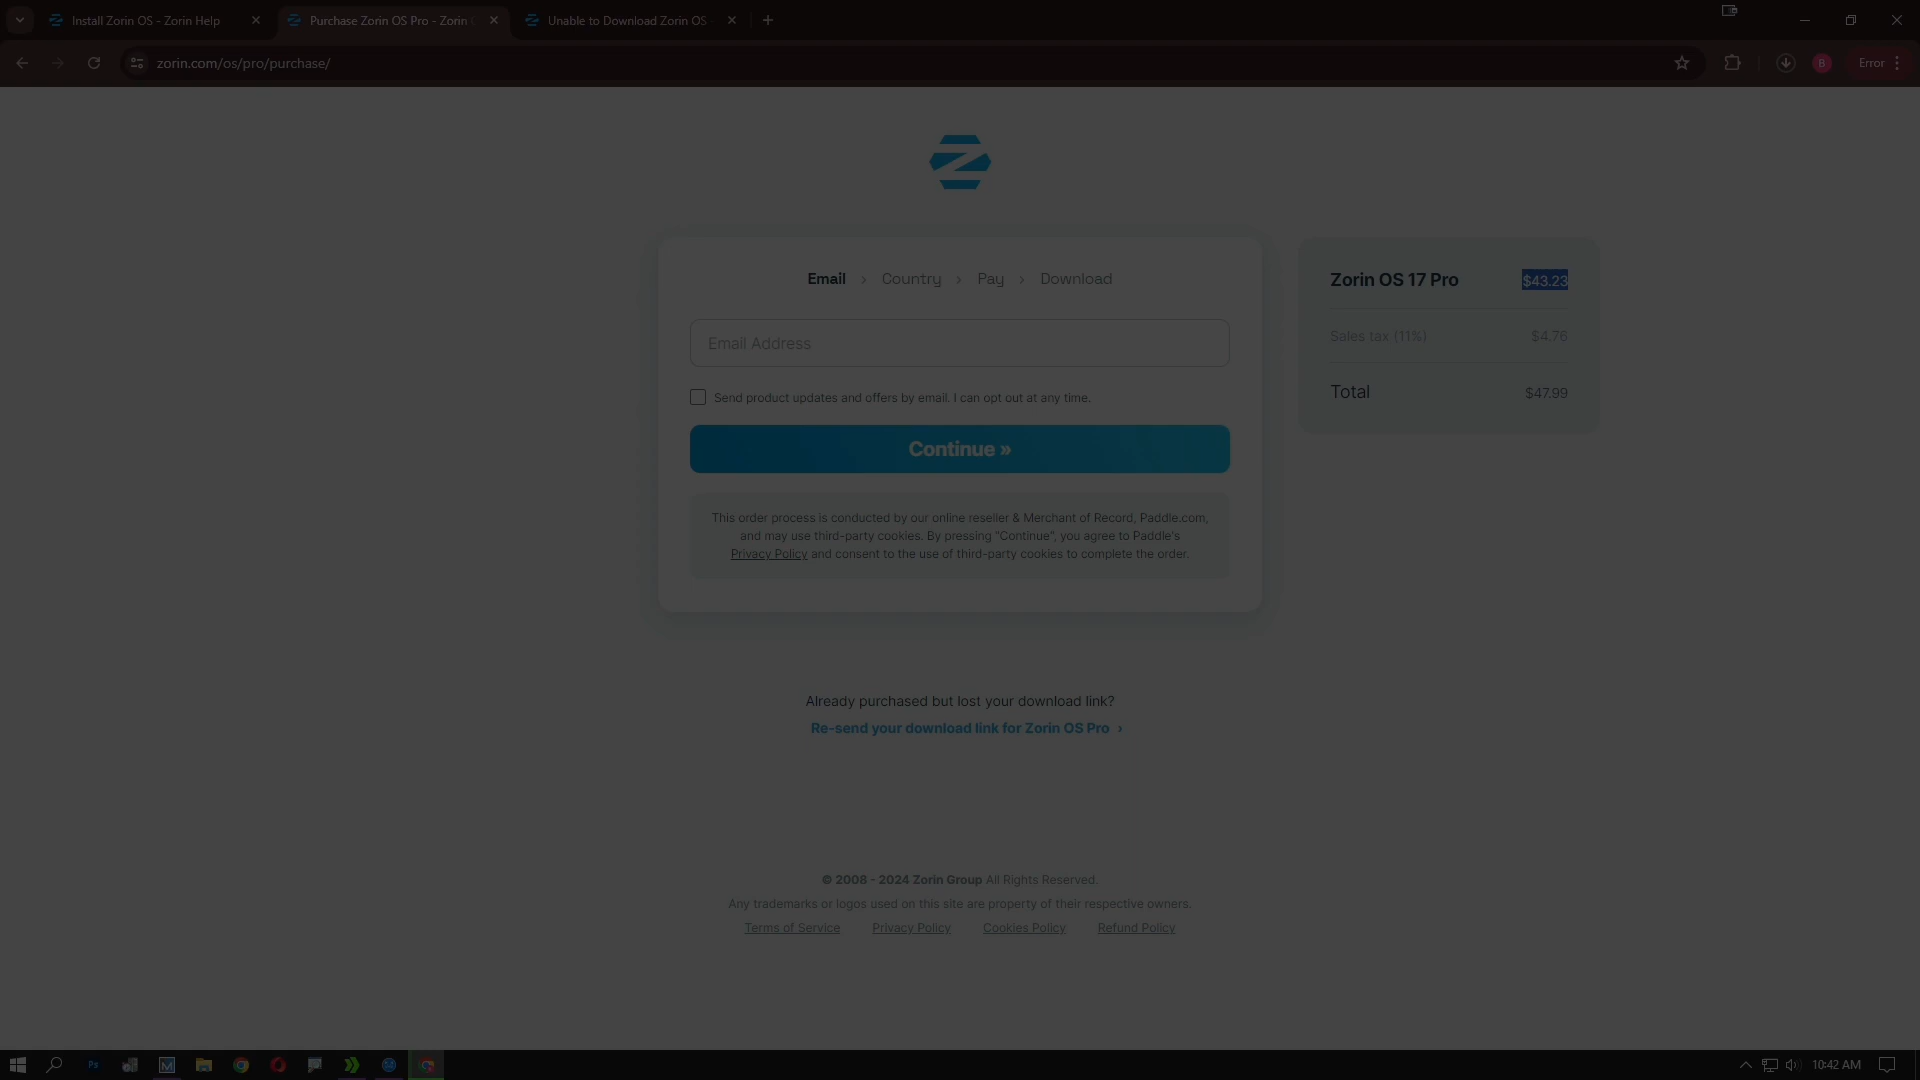 Install Zorin OS - Zorin Help
Purchase Zorin OS Pro - Zorin
Unable to Download Zorin OS
zorin.com/os/pro/purchase/
B
Error
Email > Country > Pay > Download
Email Address
Send product updates and offers by email. I can opt out at any time.
Continue »
This order process is conducted by our online reseller & Merchant of Record, Paddle.com,
and may use third-party cookies. By pressing "Continue", you agree to Paddle's
Privacy Policy and consent to the use of third-party cookies to complete the order.
Zorin OS 17 Pro $43.23
Sales tax (11%) $4.76
Total $47.99
Already purchased but lost your download link?
Re-send your download link for Zorin OS Pro ›
© 2008 - 2024 Zorin Group All Rights Reserved.
Any trademarks or logos used on this site are property of their respective owners.
Terms of Service Privacy Policy Cookies Policy Refund Policy
Ps
M
10:42 AM